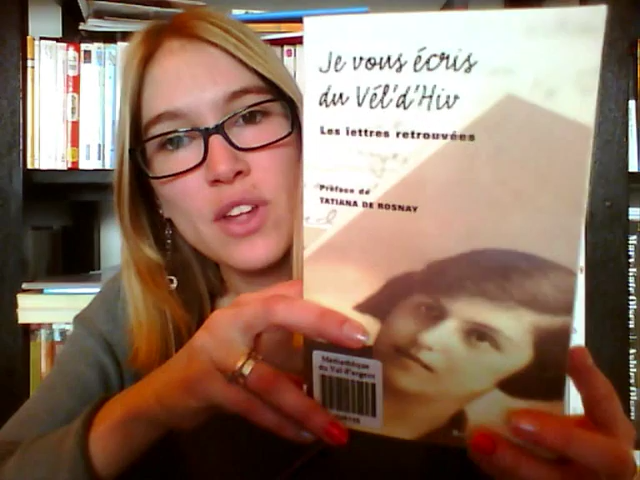 Je vous écris
du Vél'd'Hiv
Les lettres retrouvées
Préface de
TATIANA DE ROSNAY
Médiathèque
du Val d'argent